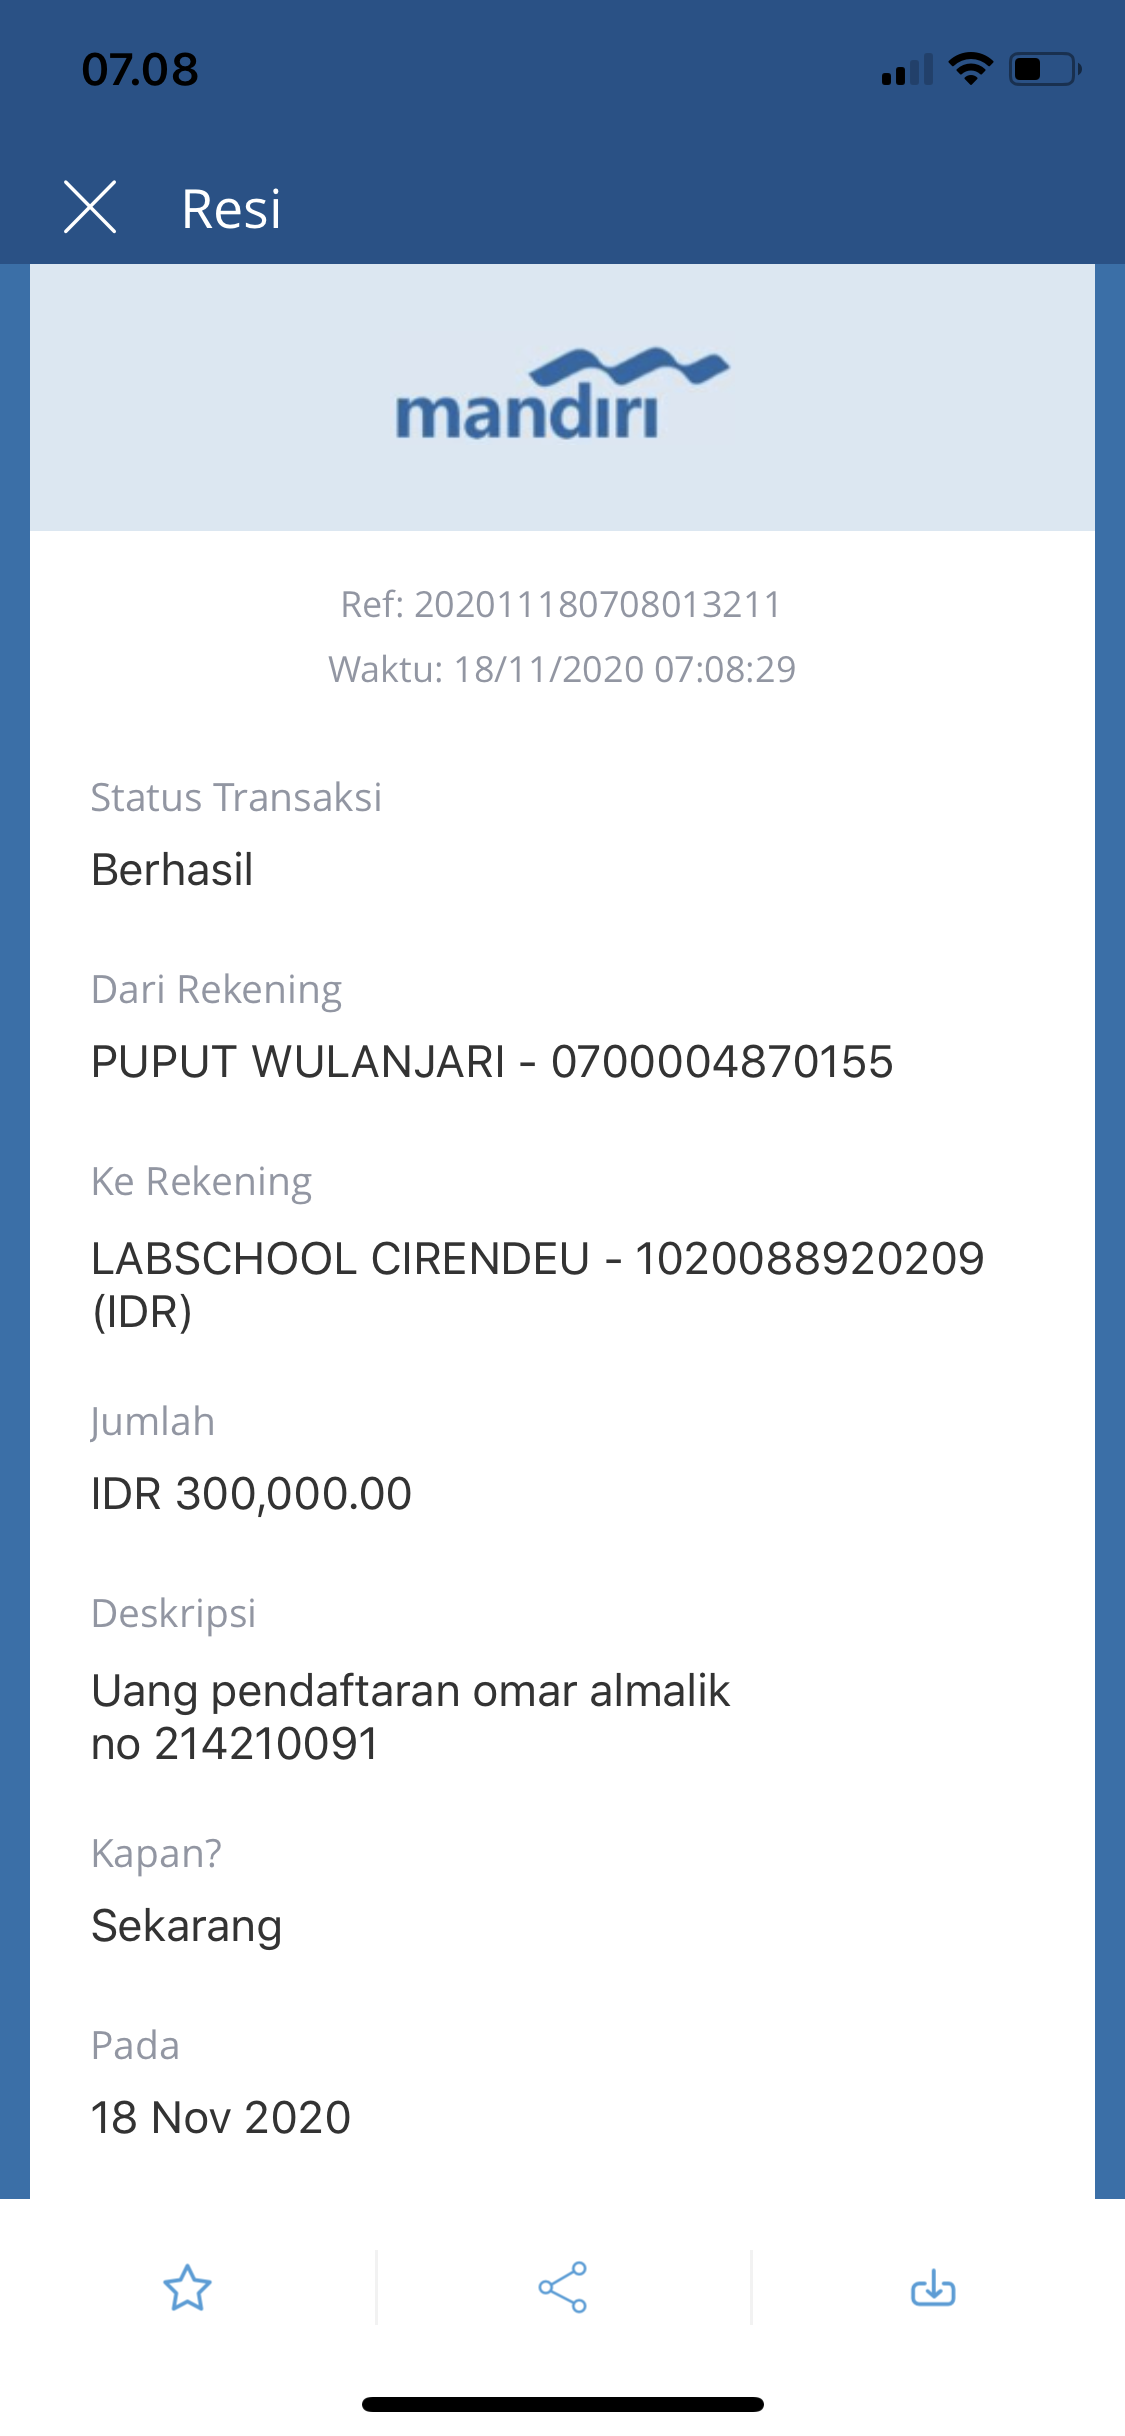 07.08
Resi
mandiri
Ref: 202011180708013211
Waktu: 18/11/2020 07:08:29
Status Transaksi
Berhasil
Dari Rekening
PUPUT WULANJARI - 0700004870155
Ke Rekening
LABSCHOOL CIRENDEU - 1020088920209
(IDR)
Jumlah
IDR 300,000.00
Deskripsi
Uang pendaftaran omar almalik
no 214210091
Kapan?
Sekarang
Pada
18 Nov 2020